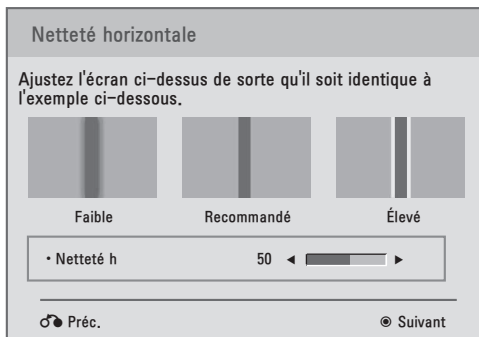 Netteté horizontale
Ajustez l'écran ci-dessus de sorte qu'il soit identique à
l'exemple ci-dessous.
Faible Recommandé Élevé
• Netteté h 50 ◄ ►
Préc. ◉ Suivant